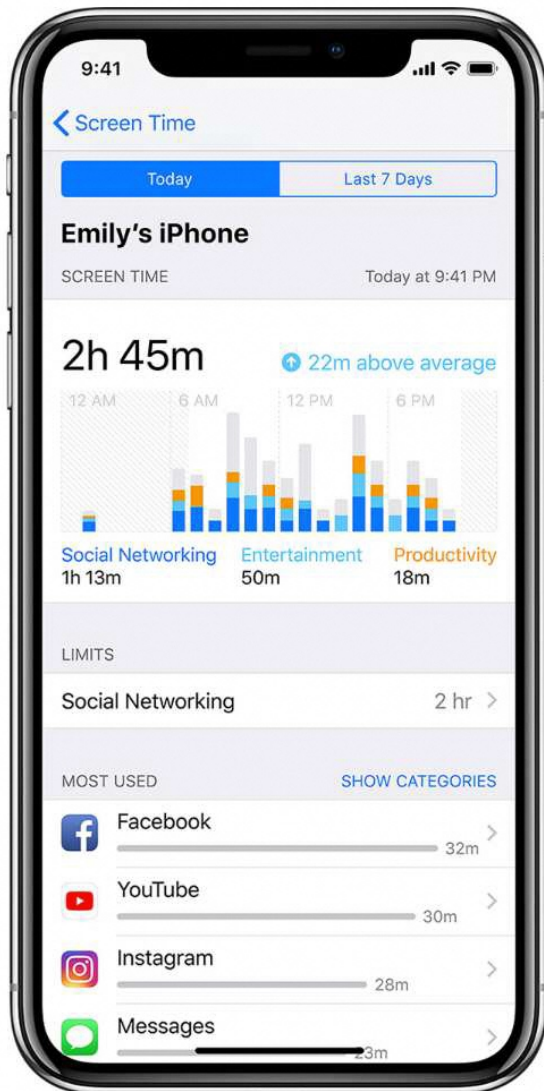 9:41
Screen Time
Today Last 7 Days
Emily's iPhone
SCREEN TIME Today at 9:41 PM
2h 45m 22m above average
12 AM 6 AM 12 PM 6 PM
Social Networking Entertainment Productivity
1h 13m 50m 18m
LIMITS
Social Networking 2 hr
MOST USED SHOW CATEGORIES
Facebook
32m
YouTube
30m
Instagram
28m
Messages
23m